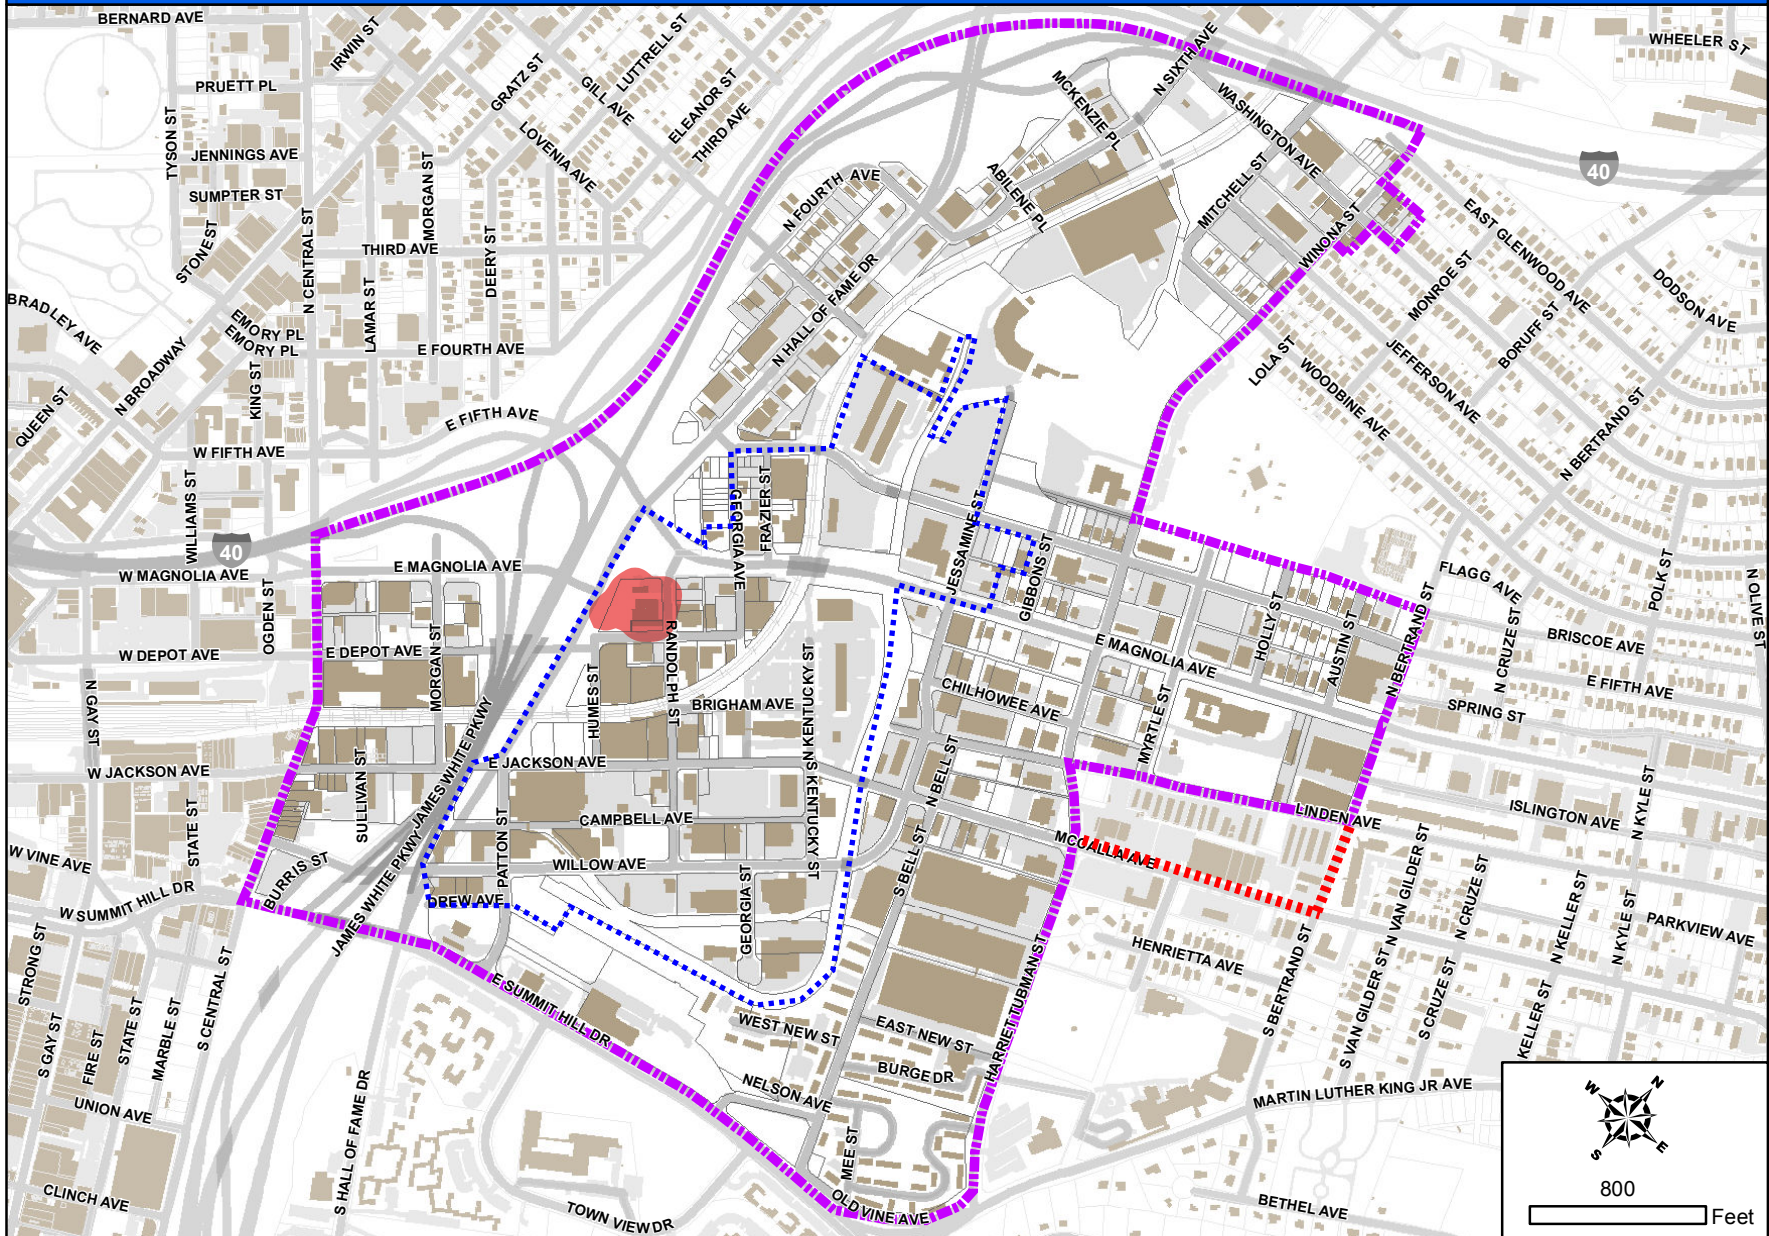 BERNARD AVE
IRWIN ST
PRUETT PL
TYSON ST
JENNINGS AVE
SUMPTER ST
STONE ST
GRATZ ST
LUTTRELL ST
GILL AVE
ELEANOR ST
THIRD AVE
LOVENIA AVE
MORGAN ST
N CENTRAL ST
THIRD AVE
DEERY ST
LAMAR ST
BRADLEY AVE
EMORY PL
EMORY PL
N BROADWAY
KING ST
E FOURTH AVE
QUEEN ST
W FIFTH AVE
E FIFTH AVE
WILLIAMS ST
40
W MAGNOLIA AVE
E MAGNOLIA AVE
OGDEN ST
W DEPOT AVE
E DEPOT AVE
MORGAN ST
N GAY ST
W JACKSON AVE
SULLIVAN ST
STATE ST
W VINE AVE
BURRIS ST
W SUMMIT HILL DR
STRONG ST
S CENTRAL ST
JAMES WHITE PKWY
JAMES WHITE PKWY
JAMES WHITE PKWY
S GAY ST
FIRE ST
STATE ST
MARBLE ST
UNION AVE
CLINCH AVE
S HALL OF FAME DR
TOWN VIEW DR
E SUMMIT HILL DR
N SIXTH AVE
MCKENZIE PL
WASHINGTON AVE
WHEELER ST
40
ABILENE PL
N FOURTH AVE
MITCHELL ST
WINONA ST
N HALL OF FAME DR
EAST GLENWOOD AVE
MONROE ST
DODSON AVE
BORUFF ST
JEFFERSON AVE
LOLA ST
WOODBINE AVE
N BERTRAND ST
GEORGIA AVE
FRAZIER ST
JESSAMINE ST
GIBBONS ST
RANDOLPH ST
HUMES ST
BRIGHAM AVE
N KENTUCKY ST
S KENTUCKY ST
E JACKSON AVE
CAMPBELL AVE
PATTON ST
WILLOW AVE
DREW AVE
GEORGIA ST
E MAGNOLIA AVE
CHILHOWEE AVE
N BELL ST
S BELL ST
MYRTLE ST
HOLLY ST
AUSTIN ST
N BERTRAND ST
FLAGG AVE
POLK ST
N OLIVE ST
BRISCOE AVE
N CRUZE ST
E FIFTH AVE
SPRING ST
LINDEN AVE
ISLINGTON AVE
N KYLE ST
MCCALLA AVE
N VAN GILDER ST
S VAN GILDER ST
N CRUZE ST
S CRUZE ST
N KELLER ST
KELLER ST
N KYLE ST
PARKVIEW AVE
HENRIETTA AVE
S BERTRAND ST
HARRIET TUBMAN ST
WEST NEW ST
EAST NEW ST
BURGE DR
NELSON AVE
MEE ST
OLD VINE AVE
MARTIN LUTHER KING JR AVE
BETHEL AVE
W
N
S
E
800
Feet